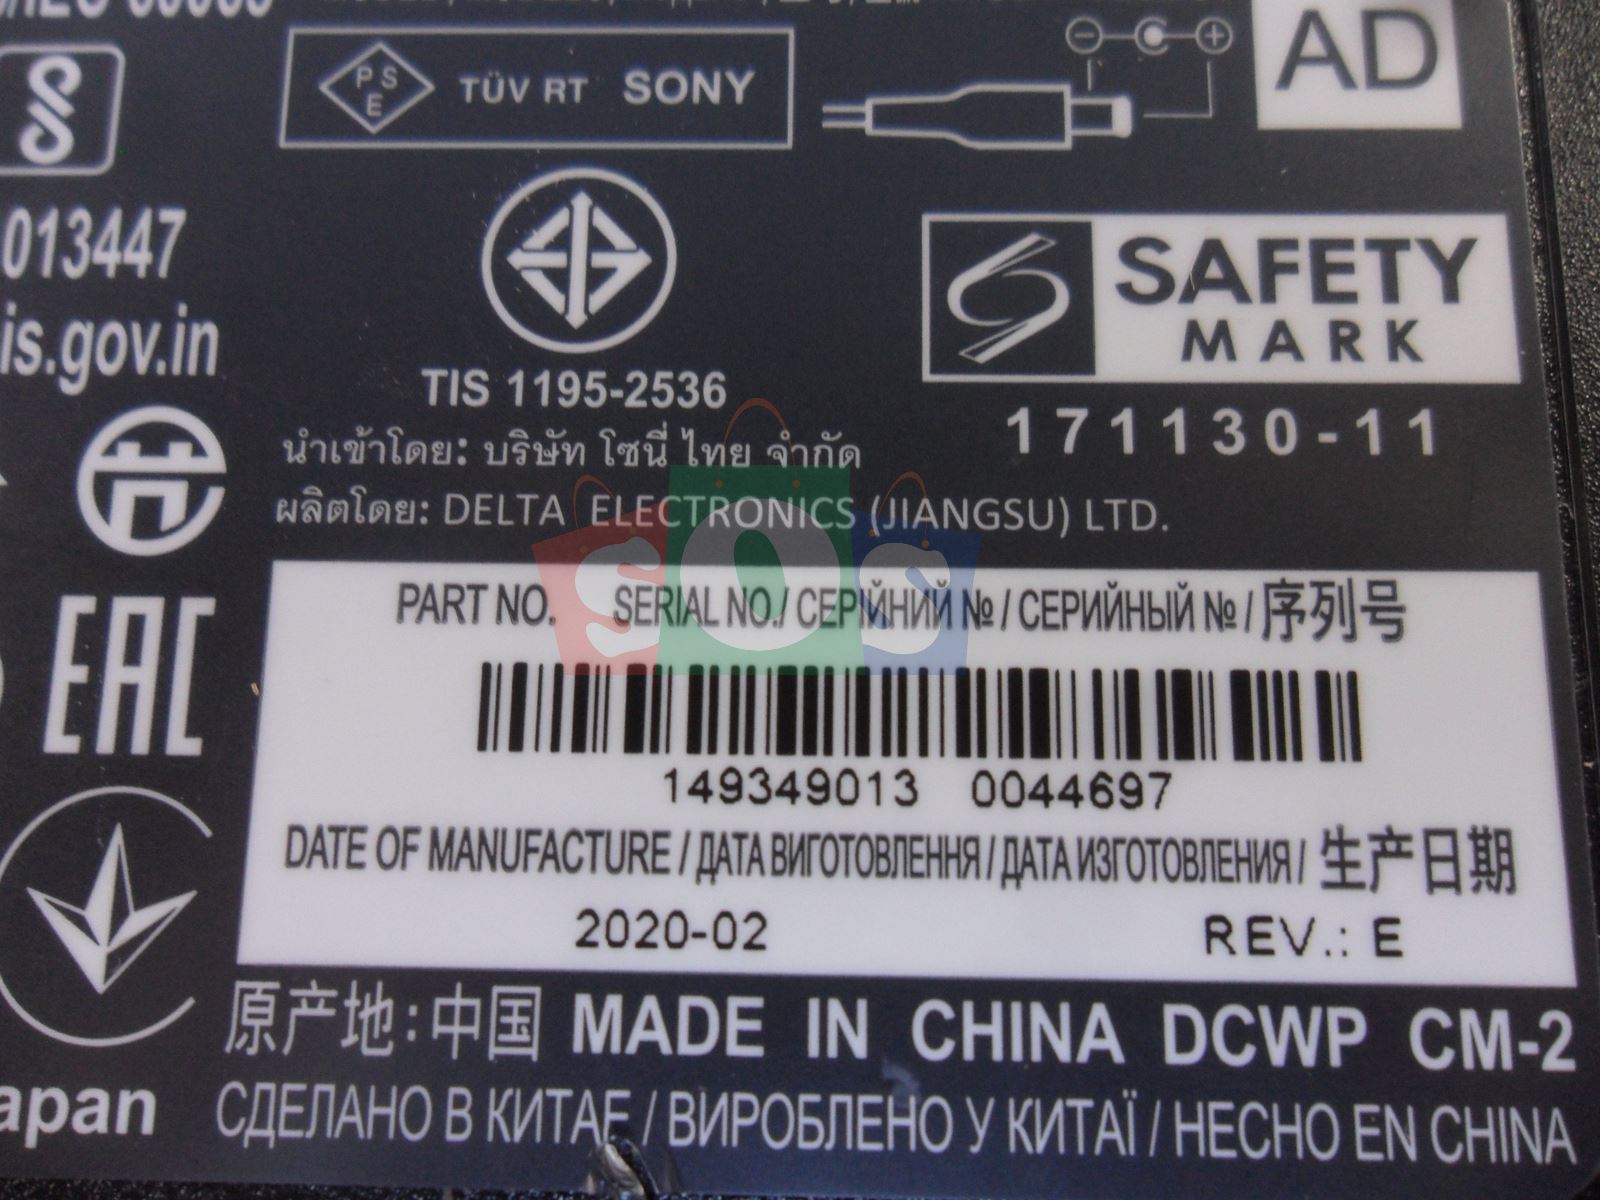 P S E TÜV RT SONY
AD
013447
is.gov.in
SAFETY
MARK
TIS 1195-2536
171130-11
นำเข้าโดย: บริษัท โซนี่ ไทย จำกัด
ผลิตโดย: DELTA ELECTRONICS (JIANGSU) LTD.
SOS
EAC
PART NO. SERIAL NO./ СЕРІЙНИЙ № / СЕРИЙНЫЙ № / 序列号
149349013 0044697
DATE OF MANUFACTURE / ДАТА ВИГОТОВЛЕННЯ / ДАТА ИЗГОТОВЛЕНИЯ / 生产日期
2020-02 REV.: E
原产地:中国 MADE IN CHINA DCWP CM-2
apan
СДЕЛАНО В КИТАЕ / ВИРОБЛЕНО У КИТАЇ / HECHO EN CHINA